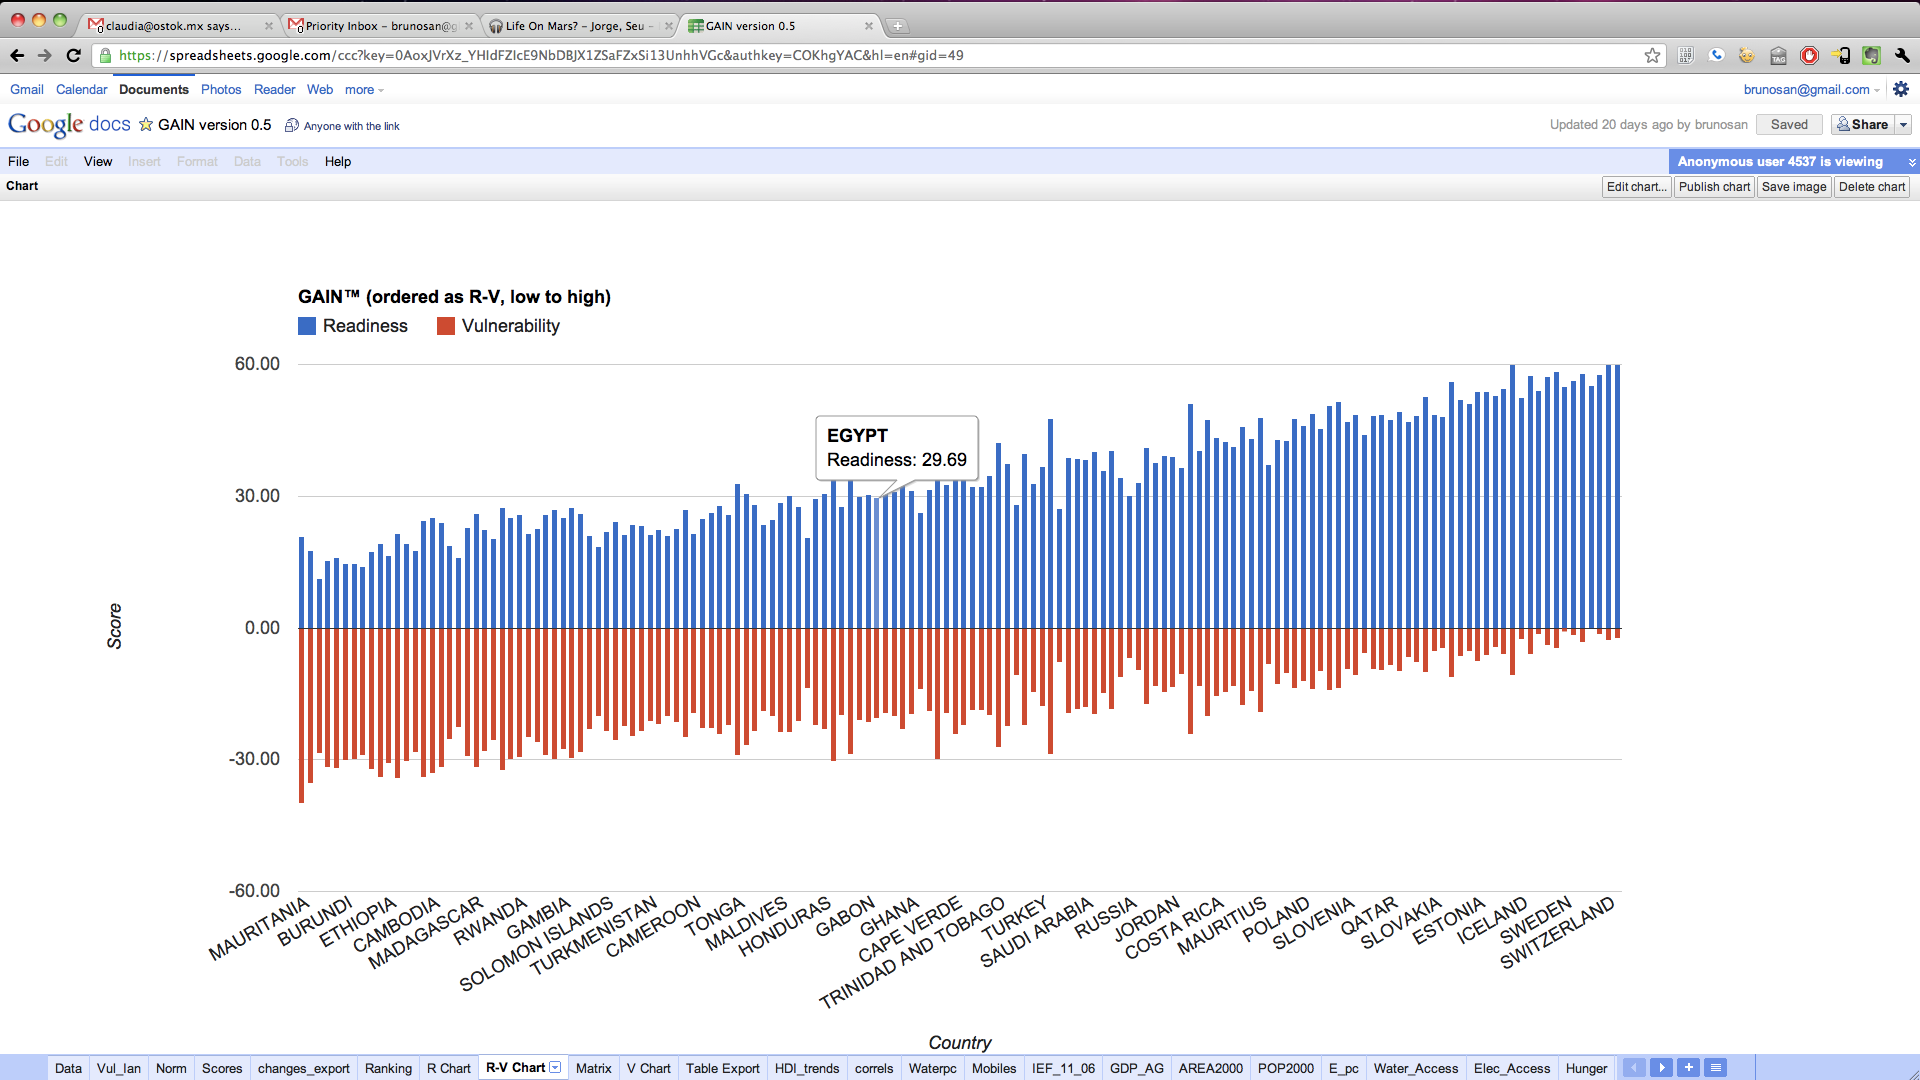 claudia@ostok.mx says...
Priority Inbox – brunosan@g
Life On Mars? – Jorge, Seu –
GAIN version 0.5
https://spreadsheets.google.com/ccc?key=0AoxJVrXz_YHIdFZIcE9NbDBJX1ZSaFZxSi13UnhhVGc&authkey=COKhgYAC&hl=en#gid=49
Gmail Calendar Documents Photos Reader Web more
brunosan@gmail.com
Google docs GAIN version 0.5 Anyone with the link
Updated 20 days ago by brunosan Saved Share
File Edit View Insert Format Data Tools Help
Anonymous user 4537 is viewing
Chart
Edit chart... Publish chart Save image Delete chart
GAIN™ (ordered as R-V, low to high)
Readiness Vulnerability
60.00
EGYPT
Readiness: 29.69
30.00
0.00
-30.00
-60.00
Score
MAURITANIA
BURUNDI
ETHIOPIA
CAMBODIA
MADAGASCAR
RWANDA
GAMBIA
SOLOMON ISLANDS
TURKMENISTAN
CAMEROON
TONGA
MALDIVES
HONDURAS
GABON
GHANA
CAPE VERDE
TRINIDAD AND TOBAGO
TURKEY
SAUDI ARABIA
RUSSIA
JORDAN
COSTA RICA
MAURITIUS
POLAND
SLOVENIA
QATAR
SLOVAKIA
ESTONIA
ICELAND
SWEDEN
SWITZERLAND
Country
Data Vul_Ian Norm Scores changes_export Ranking R Chart R-V Chart Matrix V Chart Table Export HDI_trends correls Waterpc Mobiles IEF_11_06 GDP_AG AREA2000 POP2000 E_pc Water_Access Elec_Access Hunger